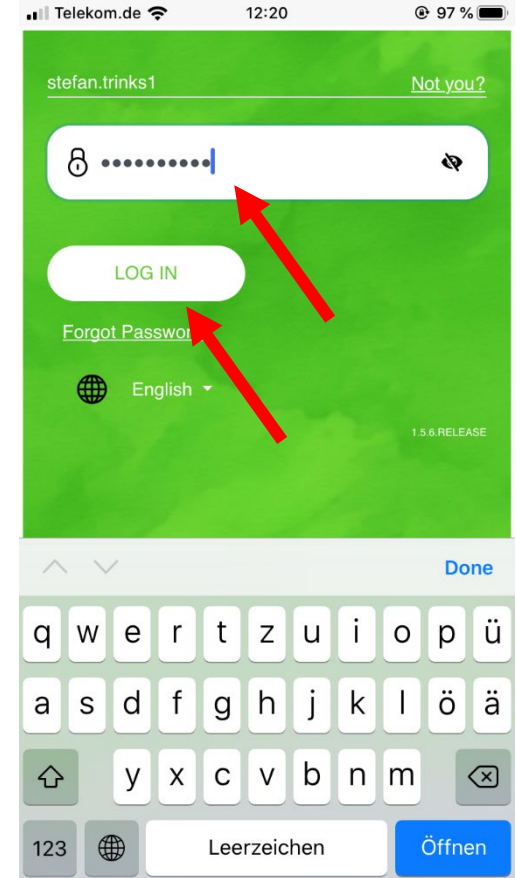 Telekom.de 12:20 97 %
stefan.trinks1 Not you?
••••••••••
LOG IN
Forgot Passwor
English
1.5.6.RELEASE
Done
q w e r t z u i o p ü
a s d f g h j k l ö ä
y x c v b n m
123 Leerzeichen Öffnen